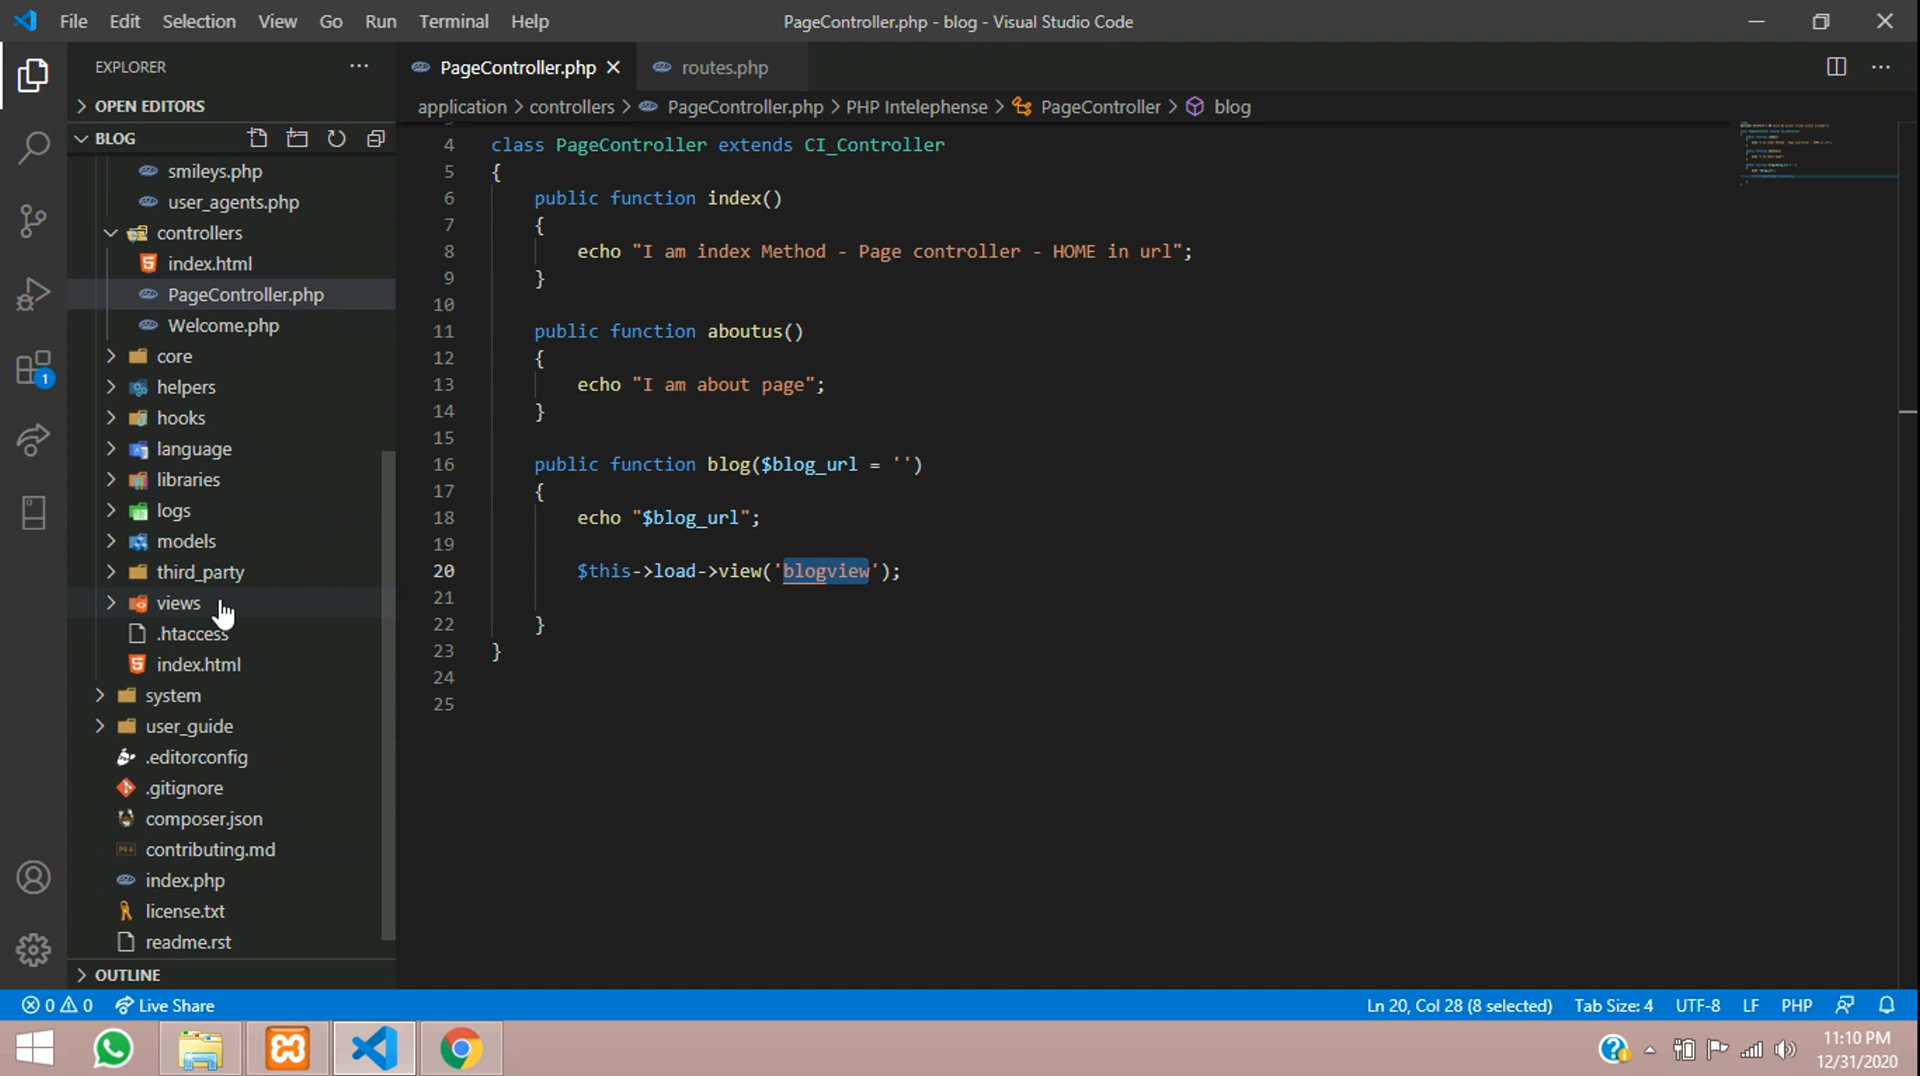 File Edit Selection View Go Run Terminal Help
PageController.php - blog - Visual Studio Code
EXPLORER
OPEN EDITORS
BLOG
smileys.php
user_agents.php
controllers
index.html
PageController.php
Welcome.php
core
helpers
hooks
language
libraries
logs
models
third_party
views
.htaccess
index.html
system
user_guide
.editorconfig
.gitignore
composer.json
contributing.md
index.php
license.txt
readme.rst
OUTLINE
PageController.php routes.php
application > controllers > PageController.php > PHP Intelephense > PageController > blog
4 class PageController extends CI_Controller
5 {
6 public function index()
7 {
8 echo "I am index Method - Page controller - HOME in url";
9 }
10
11 public function aboutus()
12 {
13 echo "I am about page";
14 }
15
16 public function blog($blog_url = '')
17 {
18 echo "$blog_url";
19
20 $this->load->view('blogview');
21
22 }
23 }
24
25
0 0 Live Share
Ln 20, Col 28 (8 selected) Tab Size: 4 UTF-8 LF PHP
11:10 PM
12/31/2020
1